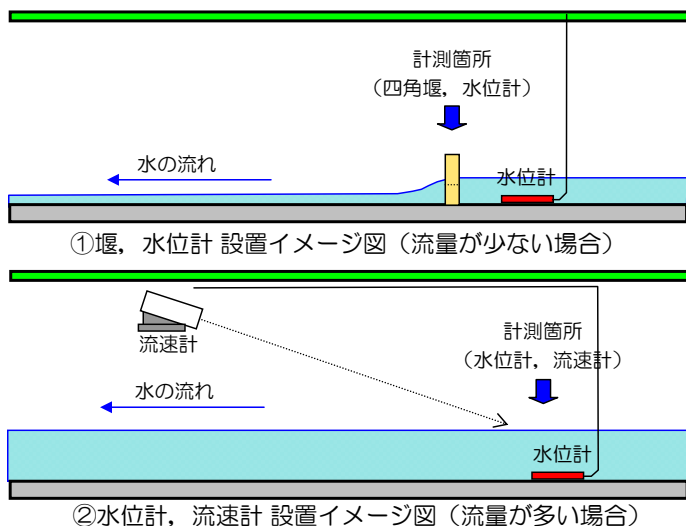 計測箇所
（四角堰，水位計）
水の流れ
水位計
①堰，水位計 設置イメージ図（流量が少ない場合）
流速計
計測箇所
（水位計，流速計）
水の流れ
水位計
②水位計，流速計 設置イメージ図（流量が多い場合）